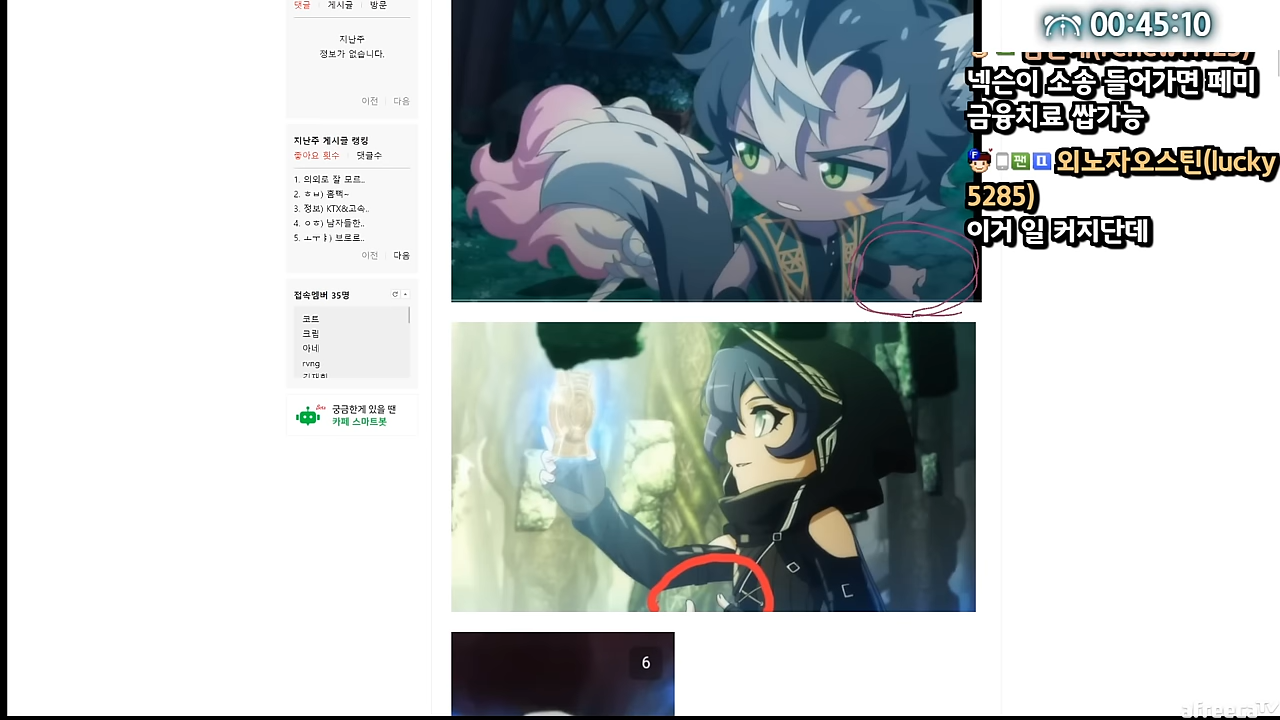 댓글 게시글 방문
지난주
정보가 없습니다.
이전 다음
지난주 게시글 랭킹
좋아요 횟수 댓글수
1. 의외로 잘 모르..
2. ㅎㅂ) 홈팩~
3. 정보) KTX&고속..
4. ㅇㅎ) 남자들한..
이전 다음
접속멤버 35명
코트
크림
아네
rvng
궁금한게 있을 땐
카페 스마트봇
6
00:45:10
넥슨이 소송 들어가면 페미
금융치료 쌉가능
F 팬 외노자오스틴(lucky
5285)
이거 일 커지단데
afreecaTV